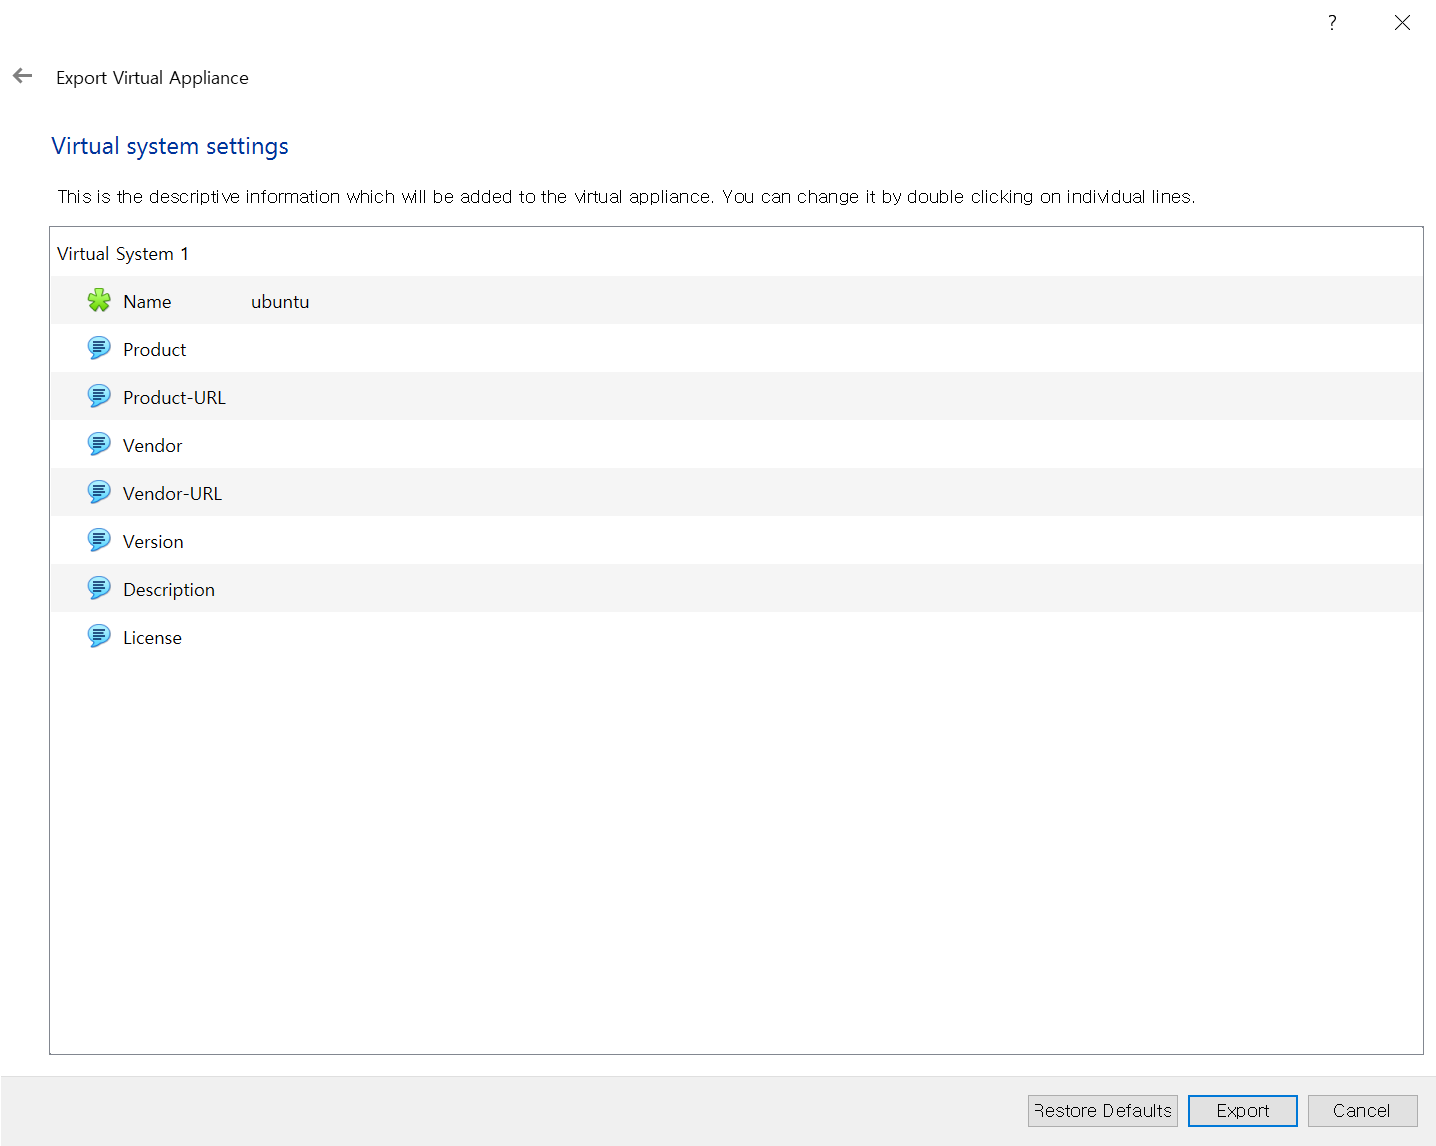 ?
Export Virtual Appliance
Virtual system settings
This is the descriptive information which will be added to the virtual appliance. You can change it by double clicking on individual lines.
Virtual System 1
Name ubuntu
Product
Product-URL
Vendor
Vendor-URL
Version
Description
License
Restore Defaults Export Cancel